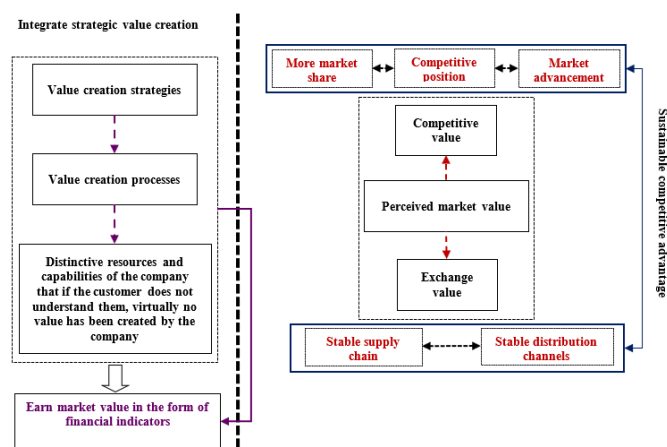 Integrate strategic value creation
Value creation strategies
Value creation processes
Distinctive resources and
capabilities of the company
that if the customer does not
understand them, virtually no
value has been created by the
company
Earn market value in the form of
financial indicators
More market
share
Competitive
position
Market
advancement
Competitive
value
Perceived market value
Exchange
value
Stable supply
chain
Stable distribution
channels
Sustainable competitive advantage